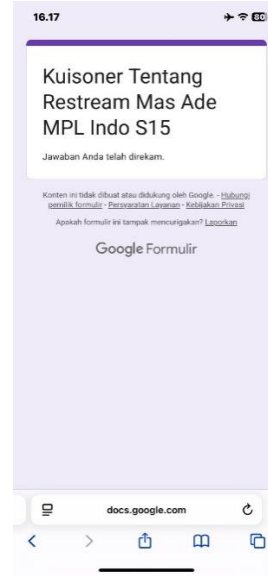 16.17
80
Kuisoner Tentang
Restream Mas Ade
MPL Indo S15
Jawaban Anda telah direkam.
Konten ini tidak dibuat atau didukung oleh Google. - Hubungi
pemilik formulir - Persyaratan Layanan - Kebijakan Privasi
Apakah formulir ini tampak mencurigakan? Laporkan
Google Formulir
docs.google.com